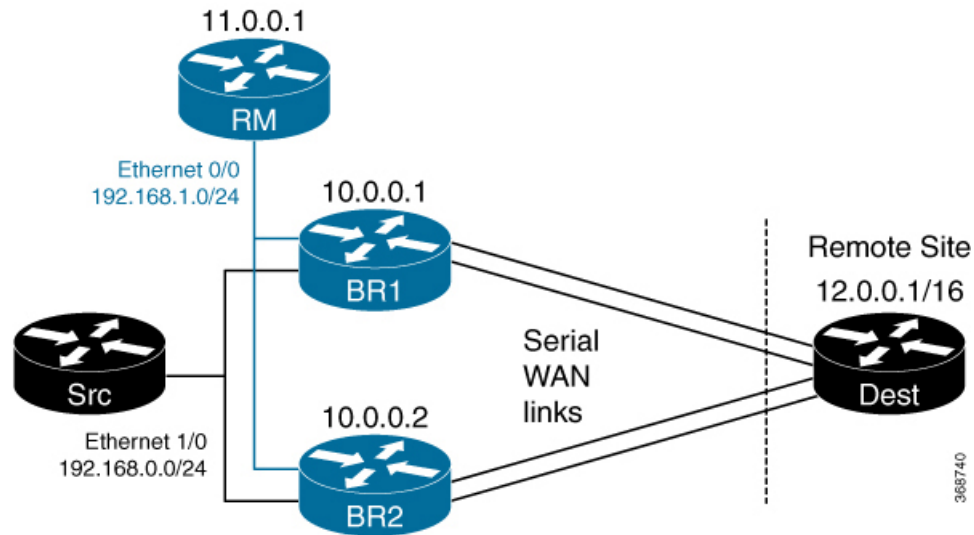 11.0.0.1
RM
Ethernet 0/0
192.168.1.0/24
10.0.0.1
BR1
Remote Site
12.0.0.1/16
Src
Serial
WAN
links
Dest
Ethernet 1/0
192.168.0.0/24
10.0.0.2
BR2
368740